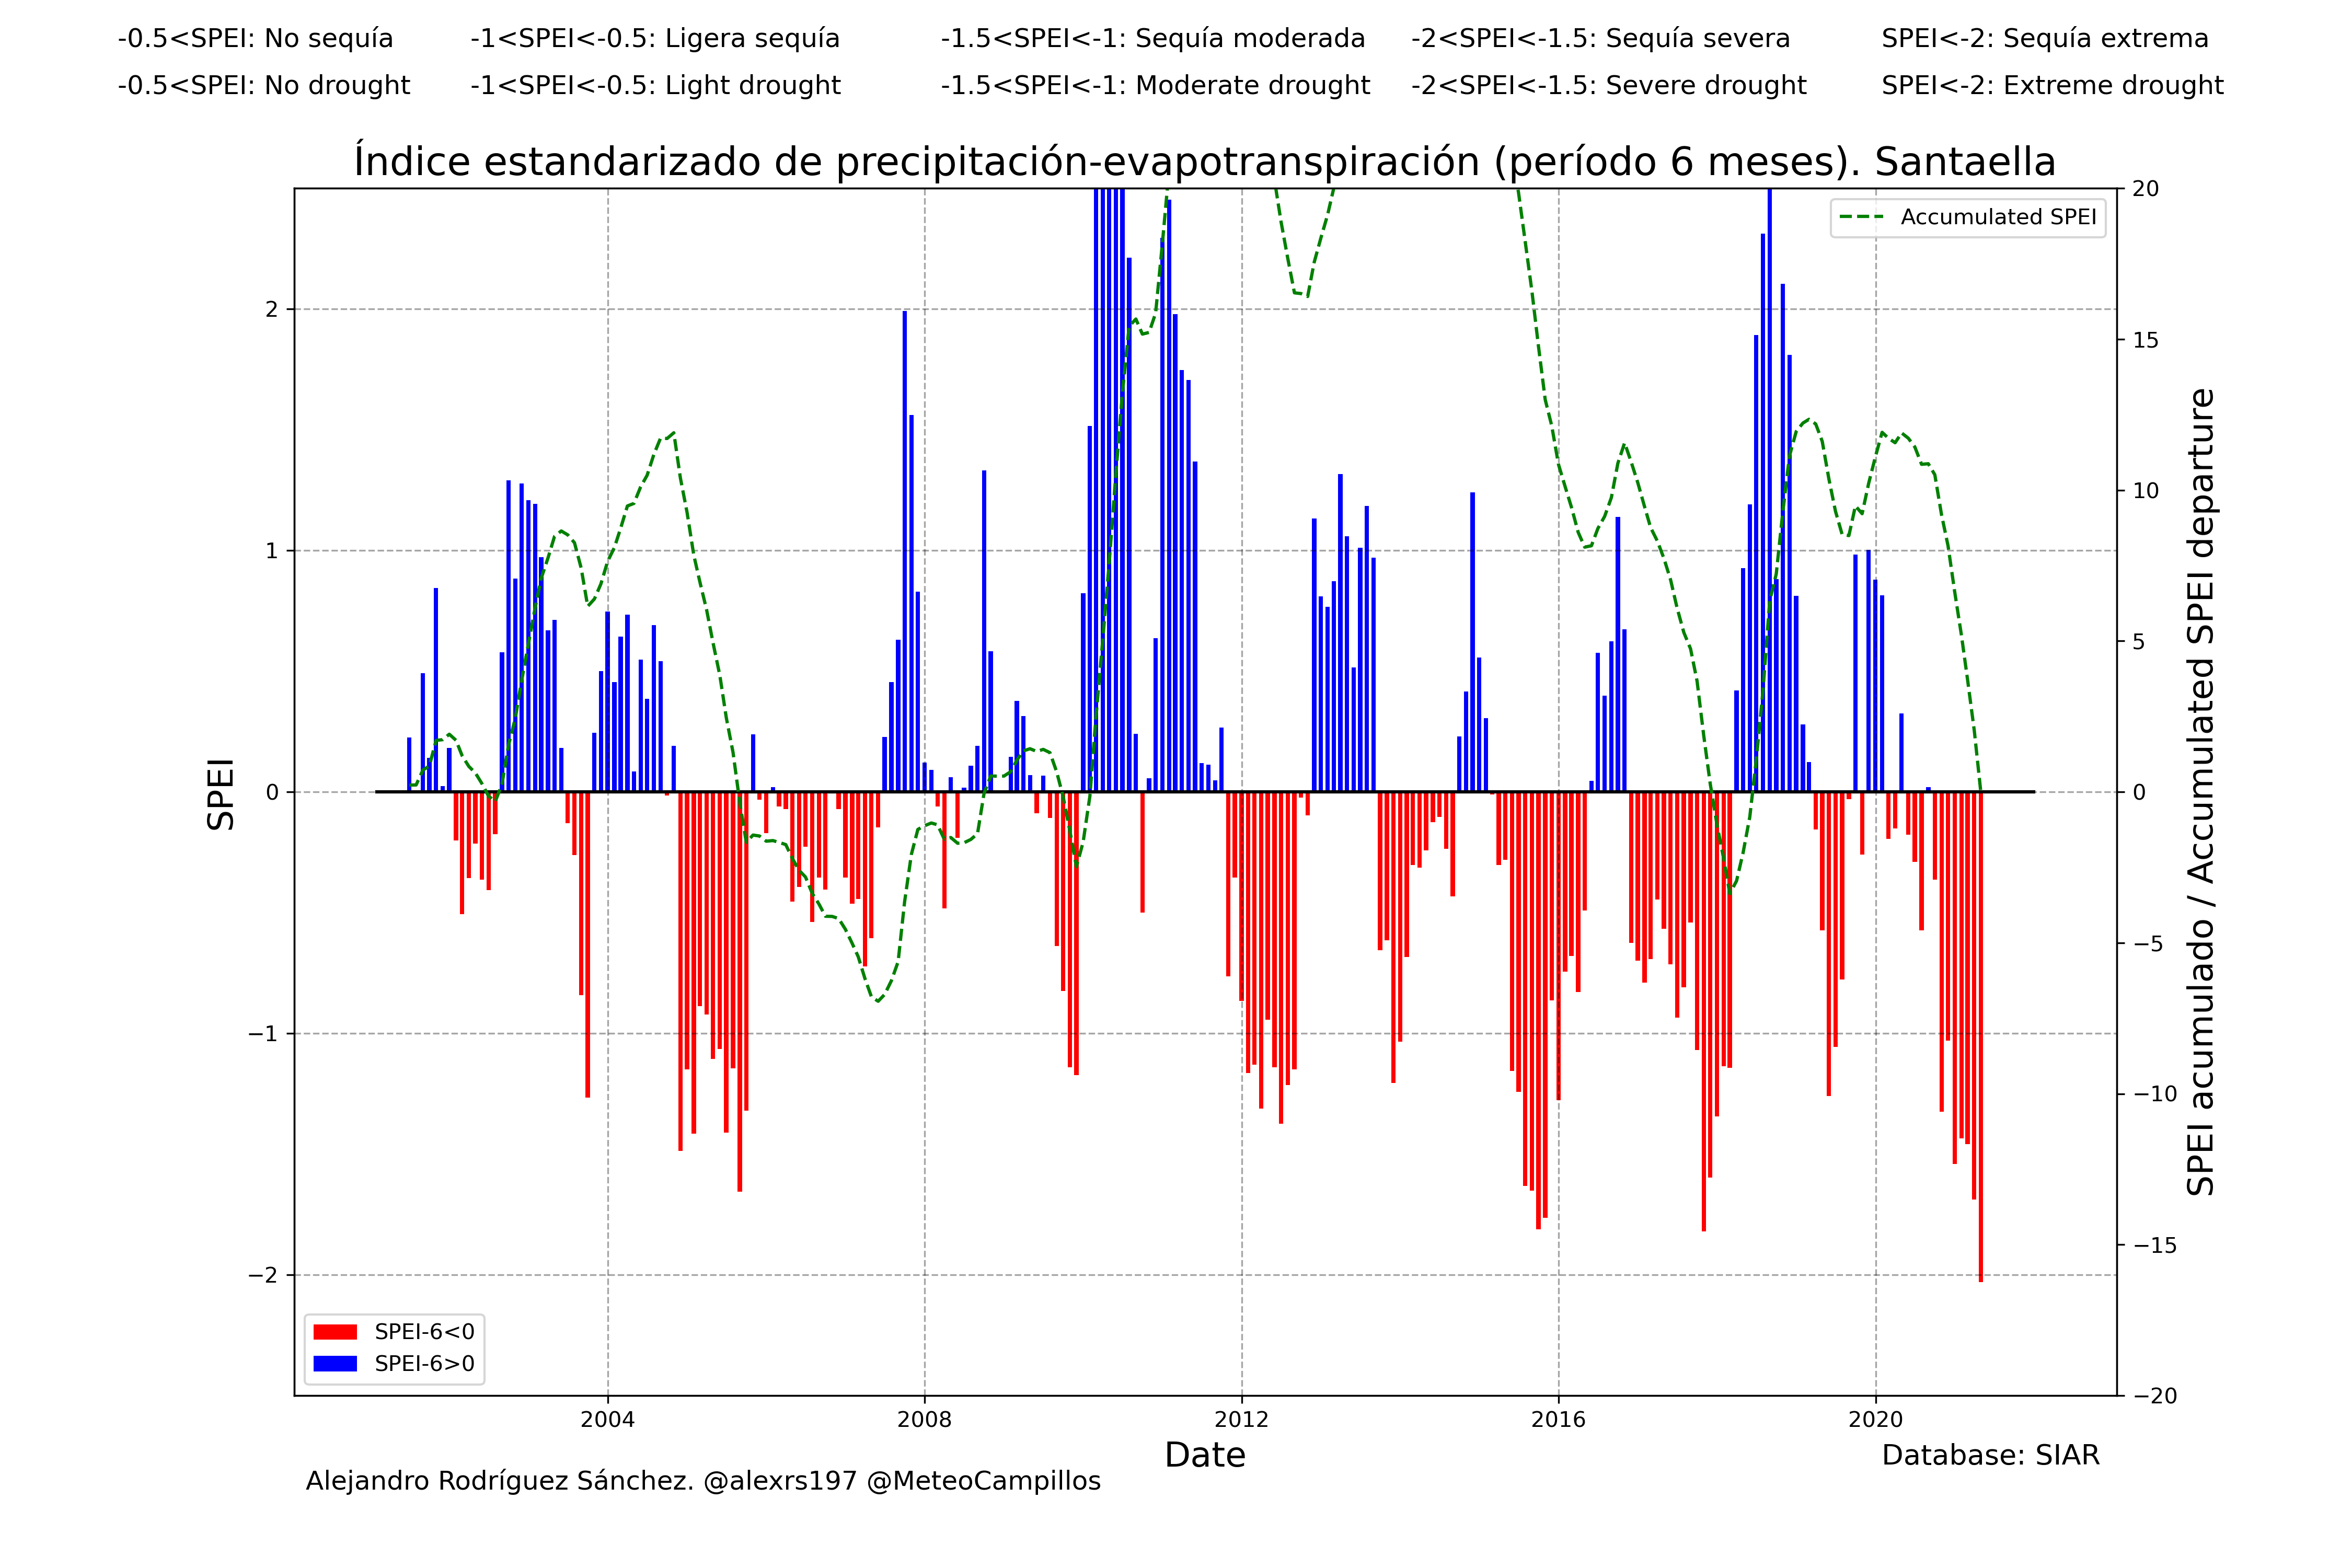 -0.5<SPEI: No sequía -1<SPEI<-0.5: Ligera sequía -1.5<SPEI<-1: Sequía moderada -2<SPEI<-1.5: Sequía severa SPEI<-2: Sequía extrema
-0.5<SPEI: No drought -1<SPEI<-0.5: Light drought -1.5<SPEI<-1: Moderate drought -2<SPEI<-1.5: Severe drought SPEI<-2: Extreme drought
Índice estandarizado de precipitación-evapotranspiración (período 6 meses). Santaella
Accumulated SPEI
SPEI
2
1
0
−1
−2
20
15
10
5
0
−5
−10
−15
−20
SPEI acumulado / Accumulated SPEI departure
SPEI-6<0
SPEI-6>0
2004 2008 2012 2016 2020
Date
Database: SIAR
Alejandro Rodríguez Sánchez. @alexrs197 @MeteoCampillos